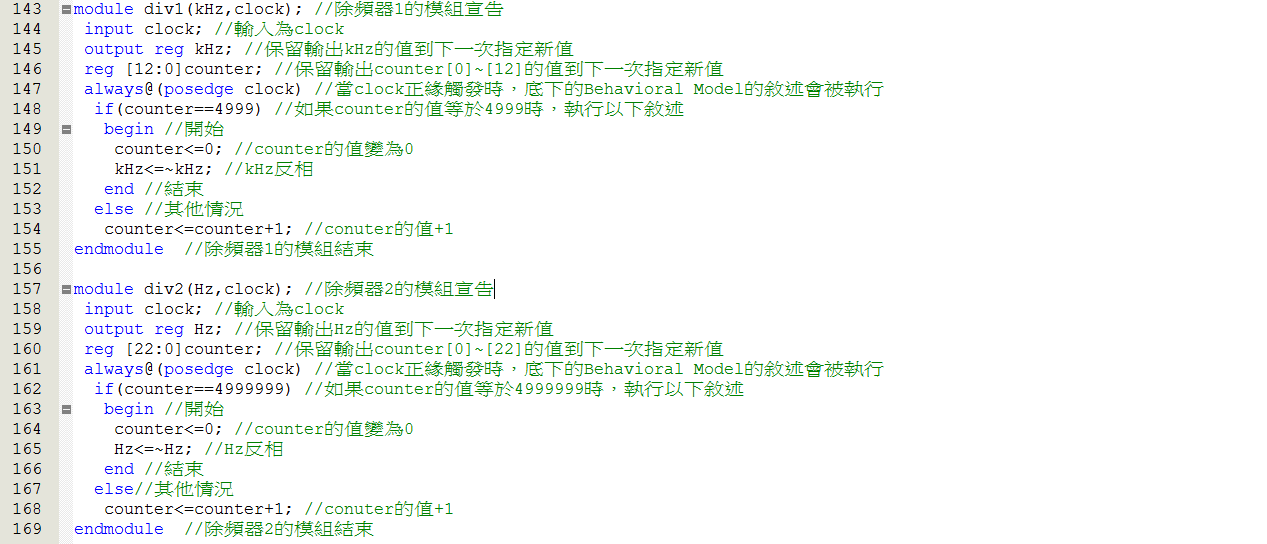 143 module div1(kHz,clock); //除頻器1的模組宣告
144 input clock; //輸入為clock
145 output reg kHz; //保留輸出kHz的值到下一次指定新值
146 reg [12:0]counter; //保留輸出counter[0]~[12]的值到下一次指定新值
147 always@(posedge clock) //當clock正緣觸發時，底下的Behavioral Model的敘述會被執行
148 if(counter==4999) //如果counter的值等於4999時，執行以下敘述
149 begin //開始
150 counter<=0; //counter的值變為0
151 kHz<=~kHz; //kHz反相
152 end //結束
153 else //其他情況
154 counter<=counter+1; //conuter的值+1
155 endmodule //除頻器1的模組結束
156
157 module div2(Hz,clock); //除頻器2的模組宣告
158 input clock; //輸入為clock
159 output reg Hz; //保留輸出Hz的值到下一次指定新值
160 reg [22:0]counter; //保留輸出counter[0]~[22]的值到下一次指定新值
161 always@(posedge clock) //當clock正緣觸發時，底下的Behavioral Model的敘述會被執行
162 if(counter==4999999) //如果counter的值等於4999999時，執行以下敘述
163 begin //開始
164 counter<=0; //counter的值變為0
165 Hz<=~Hz; //Hz反相
166 end //結束
167 else//其他情況
168 counter<=counter+1; //conuter的值+1
169 endmodule //除頻器2的模組結束